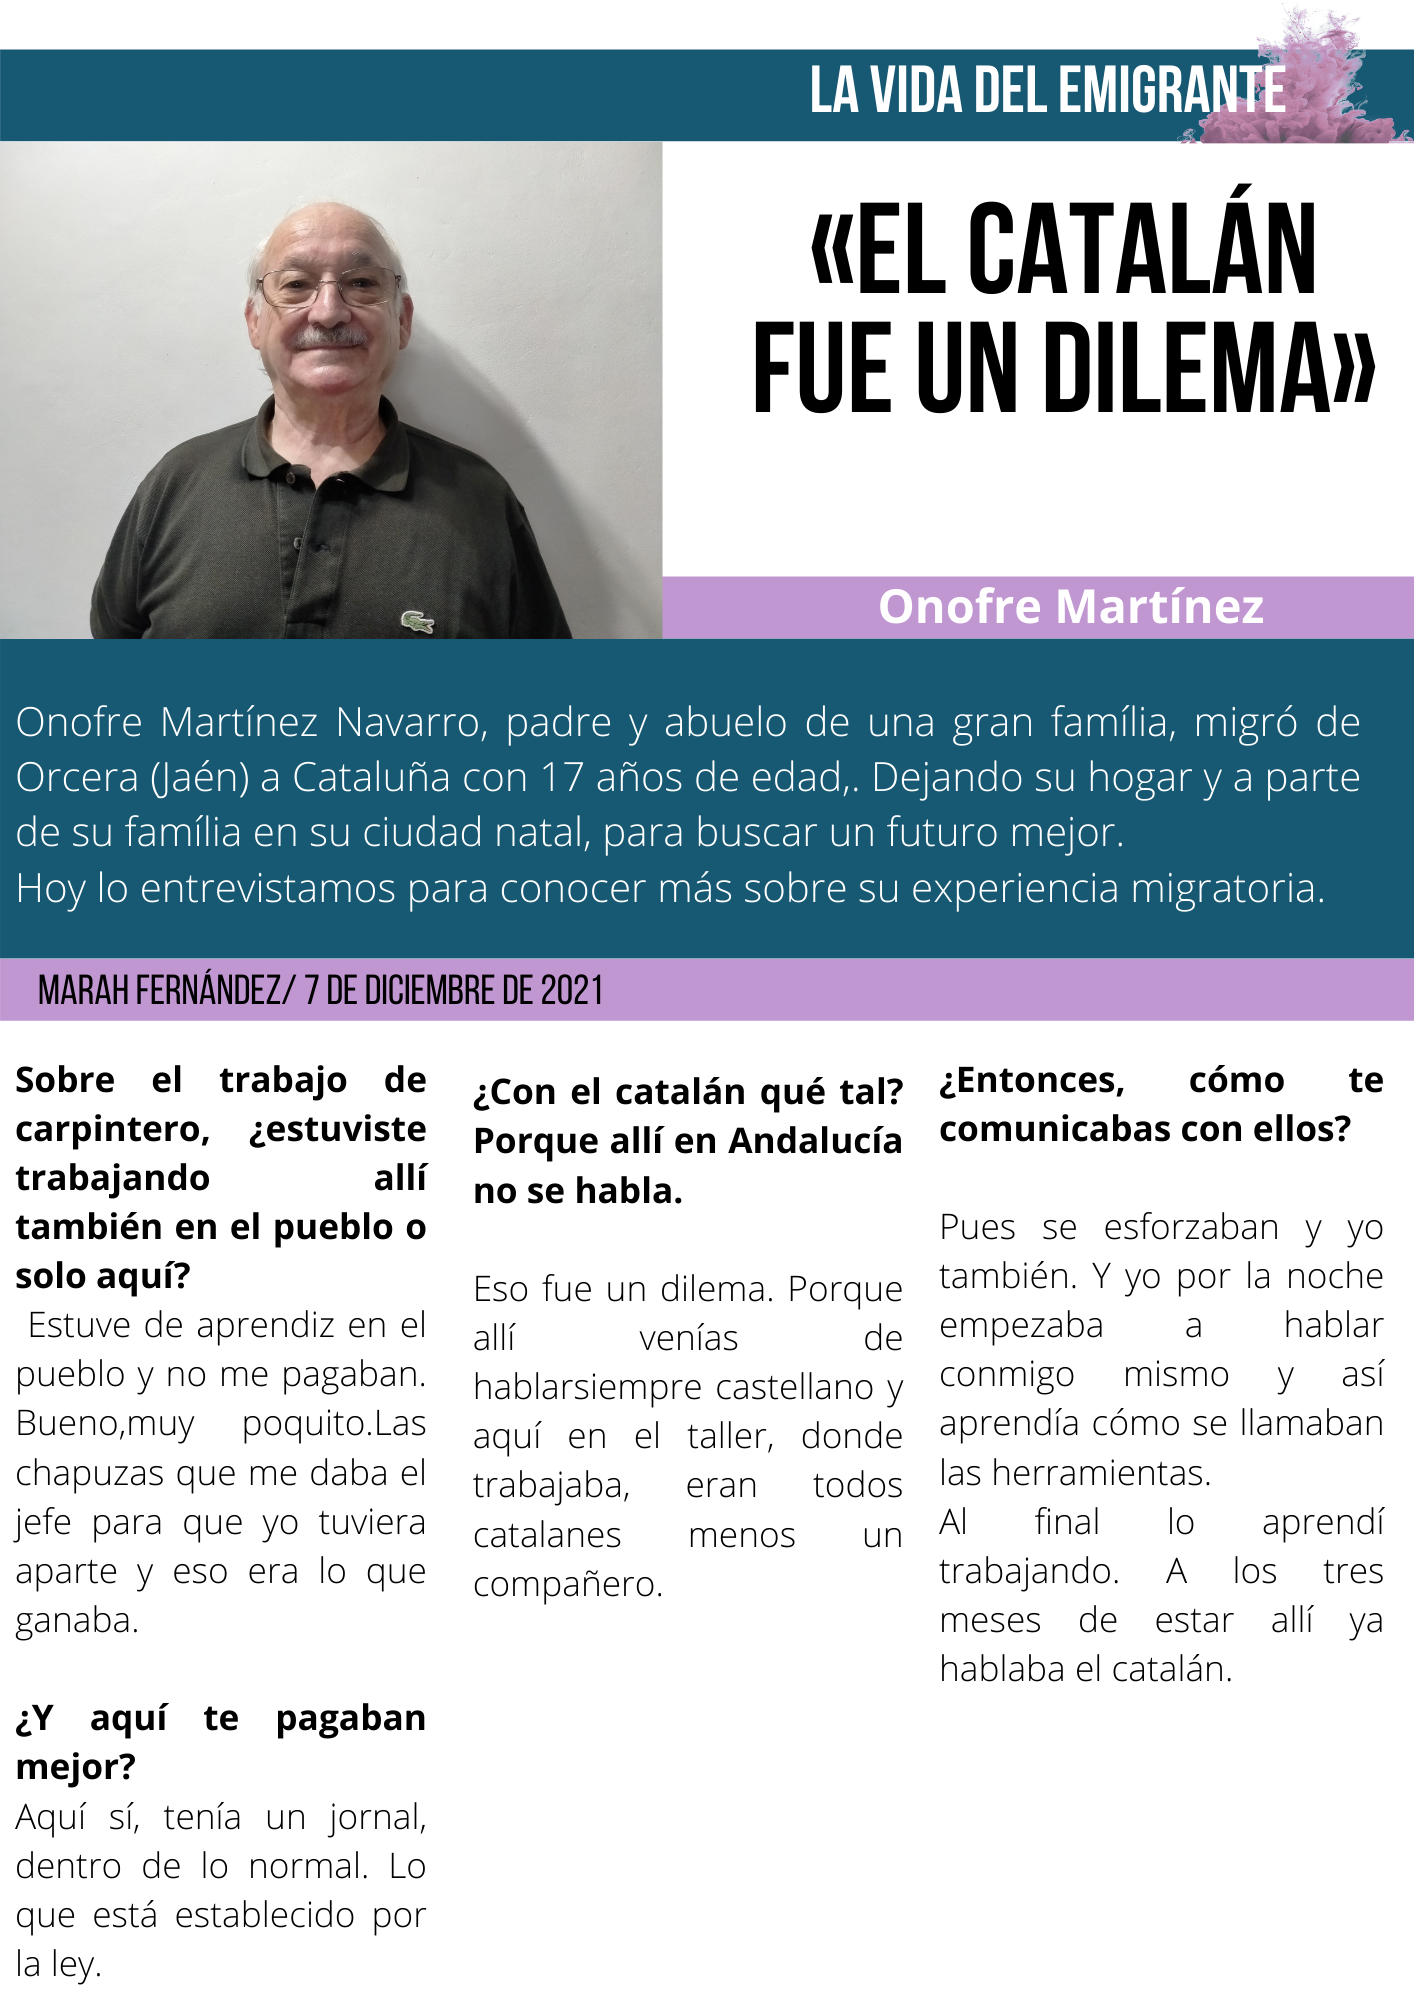 LA VIDA DEL EMIGRANTE
«EL CATALÁN
FUE UN DILEMA»
Onofre Martínez
Onofre Martínez Navarro, padre y abuelo de una gran família, migró de
Orcera (Jaén) a Cataluña con 17 años de edad,. Dejando su hogar y a parte
de su família en su ciudad natal, para buscar un futuro mejor.
Hoy lo entrevistamos para conocer más sobre su experiencia migratoria.
MARAH FERNÁNDEZ/ 7 DE DICIEMBRE DE 2021
Sobre el trabajo de
carpintero, ¿estuviste
trabajando allí
también en el pueblo o
solo aquí?
Estuve de aprendiz en el
pueblo y no me pagaban.
Bueno,muy poquito.Las
chapuzas que me daba el
jefe para que yo tuviera
aparte y eso era lo que
ganaba.
¿Y aquí te pagaban
mejor?
Aquí sí, tenía un jornal,
dentro de lo normal. Lo
que está establecido por
la ley.
¿Con el catalán qué tal?
Porque allí en Andalucía
no se habla.
Eso fue un dilema. Porque
allí venías de
hablarsiempre castellano y
aquí en el taller, donde
trabajaba, eran todos
catalanes menos un
compañero.
¿Entonces, cómo te
comunicabas con ellos?
Pues se esforzaban y yo
también. Y yo por la noche
empezaba a hablar
conmigo mismo y así
aprendía cómo se llamaban
las herramientas.
Al final lo aprendí
trabajando. A los tres
meses de estar allí ya
hablaba el catalán.